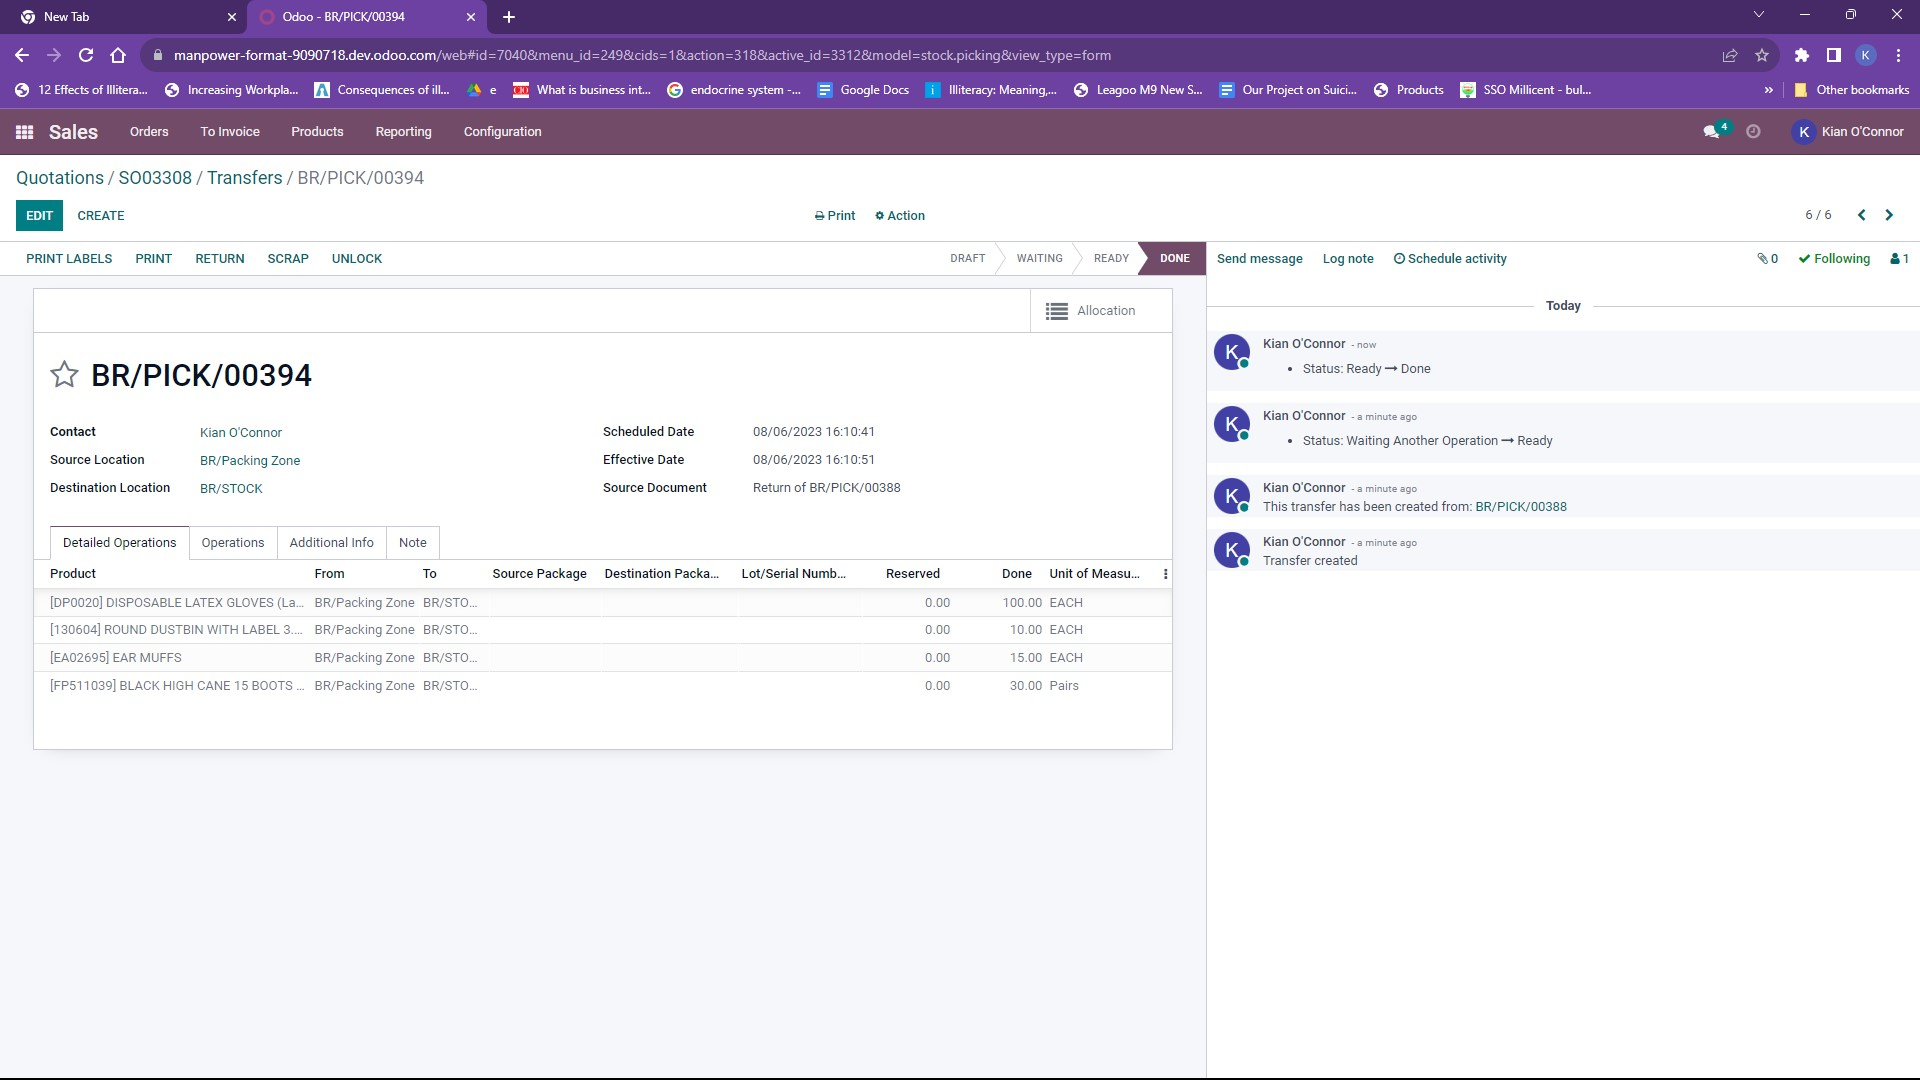 New Tab
Odoo - BR/PICK/00394
manpower-format-9090718.dev.odoo.com/web#id=7040&menu_id=249&cids=1&action=318&active_id=3312&model=stock.picking&view_type=form
K
12 Effects of Illitera...
Increasing Workpla...
Consequences of ill...
e
What is business int...
endocrine system -...
Google Docs
Illiteracy: Meaning,...
Leagoo M9 New S...
Our Project on Suici...
Products
SSO Millicent - bul...
»
Other bookmarks
Sales
Orders
To Invoice
Products
Reporting
Configuration
4
K
Kian O'Connor
Quotations / SO03308 / Transfers / BR/PICK/00394
EDIT
CREATE
Print
Action
6 / 6
PRINT LABELS
PRINT
RETURN
SCRAP
UNLOCK
DRAFT
WAITING
READY
DONE
Send message
Log note
Schedule activity
0
Following
1
Allocation
BR/PICK/00394
Contact Kian O'Connor
Source Location BR/Packing Zone
Destination Location BR/STOCK
Scheduled Date 08/06/2023 16:10:41
Effective Date 08/06/2023 16:10:51
Source Document Return of BR/PICK/00388
Detailed Operations
Operations
Additional Info
Note
Product From To Source Package Destination Packa... Lot/Serial Numb... Reserved Done Unit of Measu...
[DP0020] DISPOSABLE LATEX GLOVES (La... BR/Packing Zone BR/STO... 0.00 100.00 EACH
[130604] ROUND DUSTBIN WITH LABEL 3.... BR/Packing Zone BR/STO... 0.00 10.00 EACH
[EA02695] EAR MUFFS BR/Packing Zone BR/STO... 0.00 15.00 EACH
[FP511039] BLACK HIGH CANE 15 BOOTS ... BR/Packing Zone BR/STO... 0.00 30.00 Pairs
Today
K
Kian O'Connor - now
Status: Ready → Done
K
Kian O'Connor - a minute ago
Status: Waiting Another Operation → Ready
K
Kian O'Connor - a minute ago
This transfer has been created from: BR/PICK/00388
K
Kian O'Connor - a minute ago
Transfer created